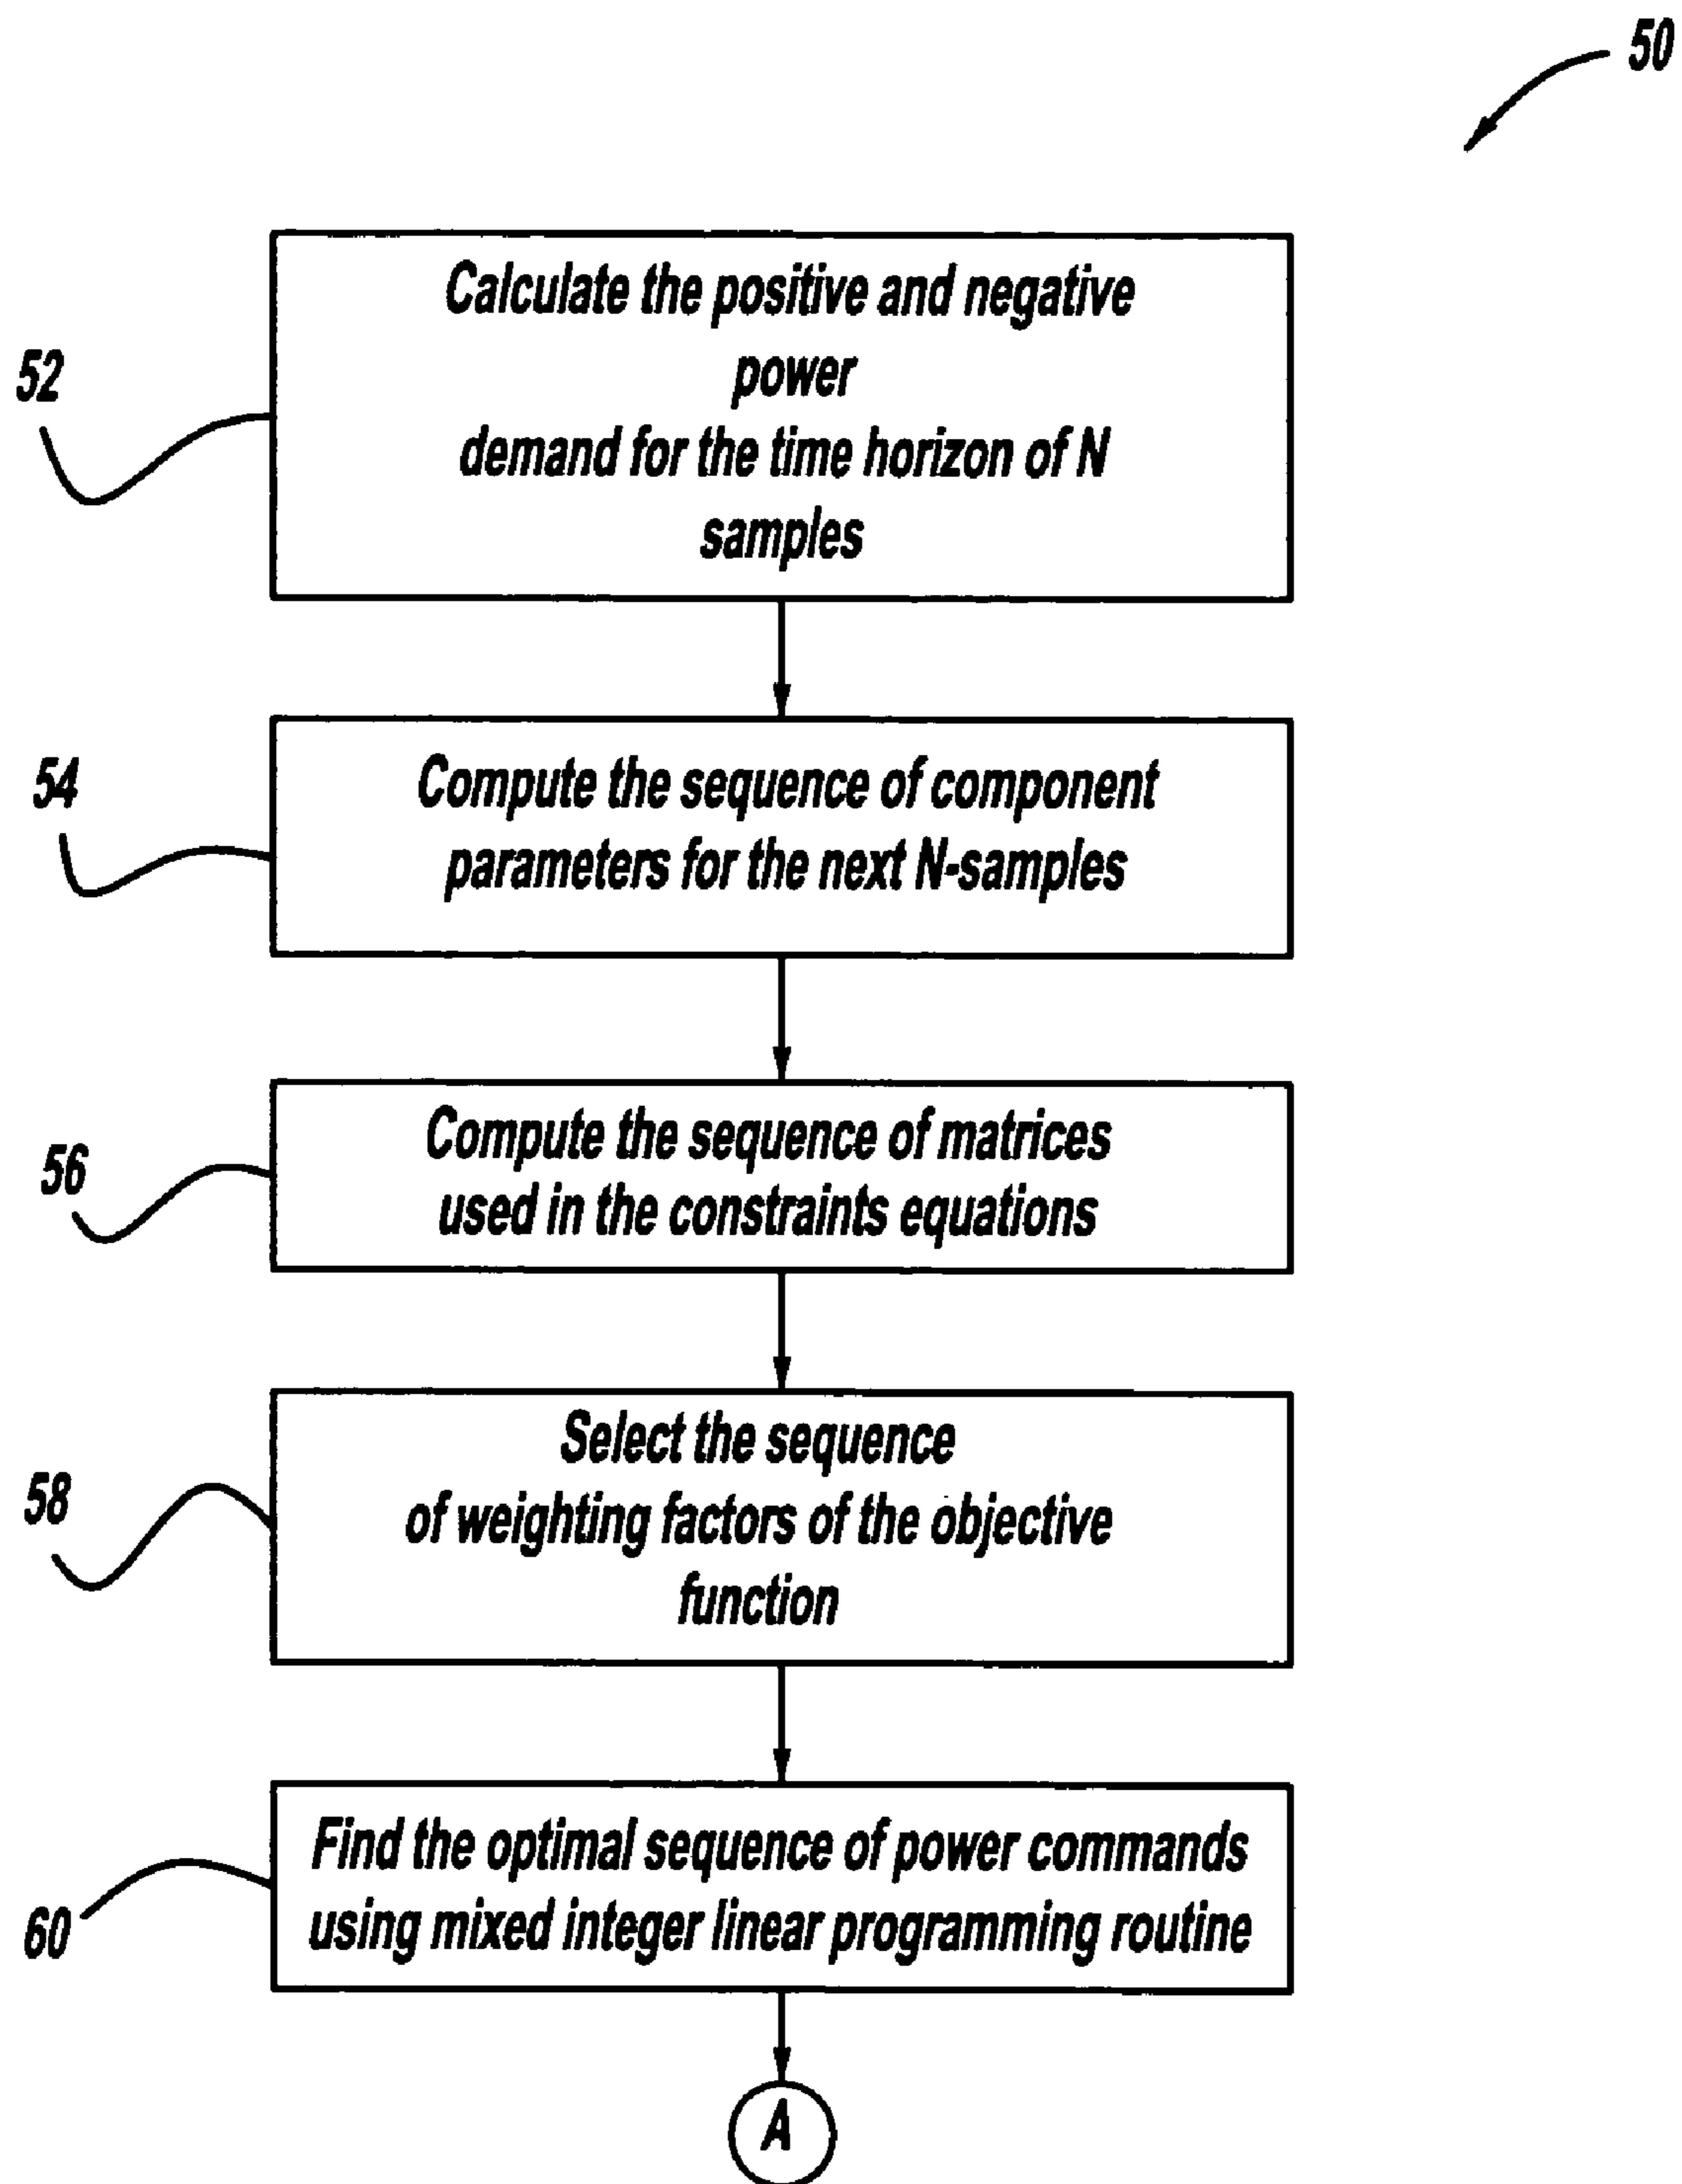 50
52
Calculate the positive and negative
power
demand for the time horizon of N
samples
54
Compute the sequence of component
parameters for the next N-samples
56
Compute the sequence of matrices
used in the constraints equations
58
Select the sequence
of weighting factors of the objective
function
60
Find the optimal sequence of power commands
using mixed integer linear programming routine
A